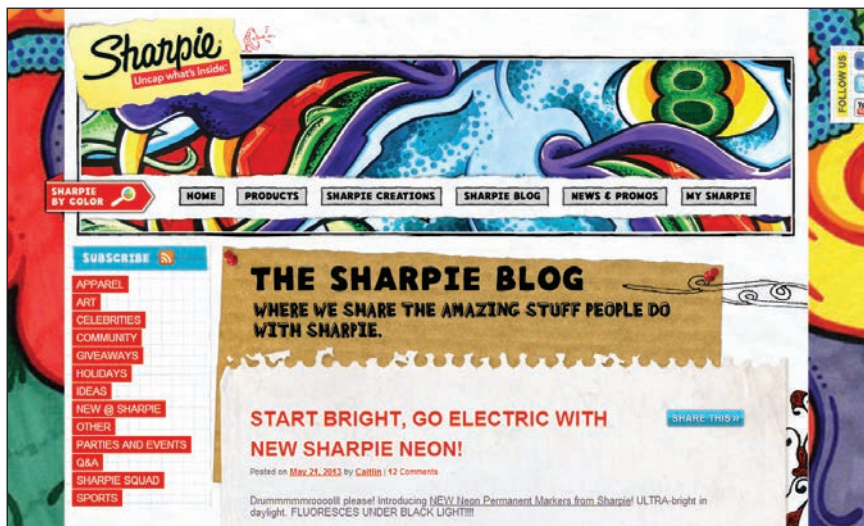 Sharpie
Uncap what's inside:
FOLLOW US
SHARPIE
BY COLOR
HOME
PRODUCTS
SHARPIE CREATIONS
SHARPIE BLOG
NEWS & PROMOS
MY SHARPIE
SUBSCRIBE
APPAREL
ART
CELEBRITIES
COMMUNITY
GIVEAWAYS
HOLIDAYS
IDEAS
NEW @ SHARPIE
OTHER
PARTIES AND EVENTS
Q&A
SHARPIE SQUAD
SPORTS
THE SHARPIE BLOG
WHERE WE SHARE THE AMAZING STUFF PEOPLE DO
WITH SHARPIE.
START BRIGHT, GO ELECTRIC WITH
NEW SHARPIE NEON!
SHARE THIS »
Posted on May 21, 2013 by Caitlin | 12 Comments
Drummmmmroooolll please! Introducing NEW Neon Permanent Markers from Sharpie! ULTRA-bright in
daylight. FLUORESCES UNDER BLACK LIGHT!!!!